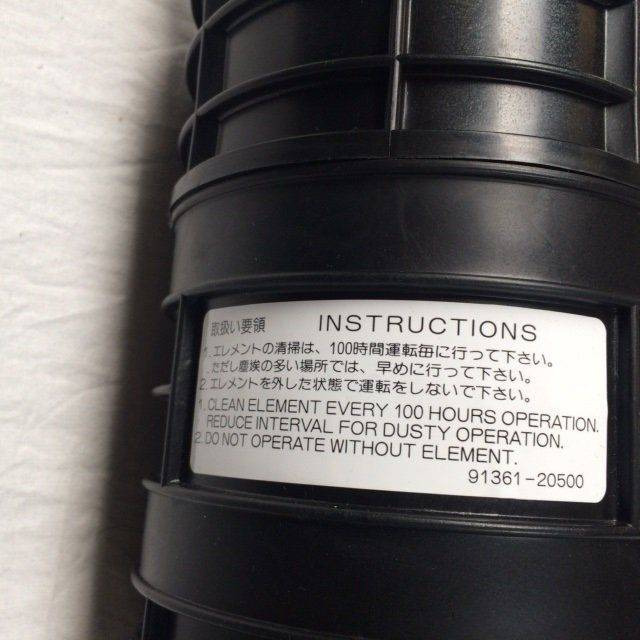 取扱い要領 INSTRUCTIONS
1. エレメントの清掃は、100時間運転毎に行って下さい。
ただし塵埃の多い場所では、早めに行って下さい。
2. エレメントを外した状態で運転をしないで下さい。
1. CLEAN ELEMENT EVERY 100 HOURS OPERATION.
REDUCE INTERVAL FOR DUSTY OPERATION.
2. DO NOT OPERATE WITHOUT ELEMENT.
91361-20500